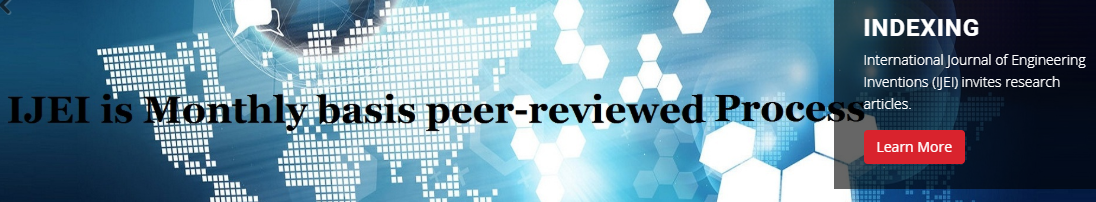 IJEI is Monthly basis peer-reviewed Process
INDEXING
International Journal of Engineering
Inventions (IJEI) invites research
articles.
Learn More